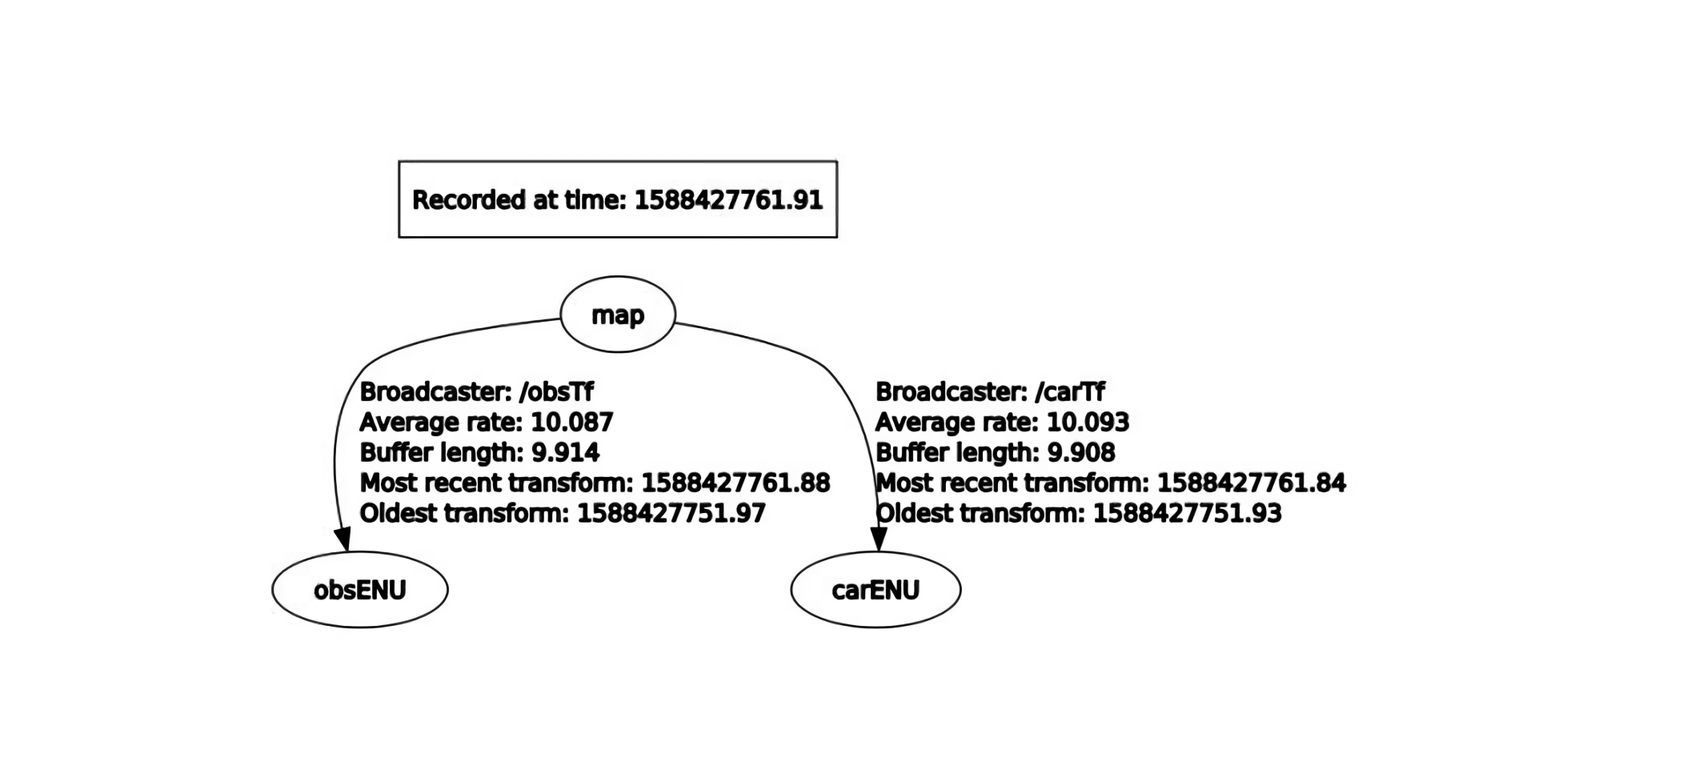 Recorded at time: 1588427761.91
map
Broadcaster: /obsTf
Average rate: 10.087
Buffer length: 9.914
Most recent transform: 1588427761.88
Oldest transform: 1588427751.97
Broadcaster: /carTf
Average rate: 10.093
Buffer length: 9.908
Most recent transform: 1588427761.84
Oldest transform: 1588427751.93
obsENU
carENU